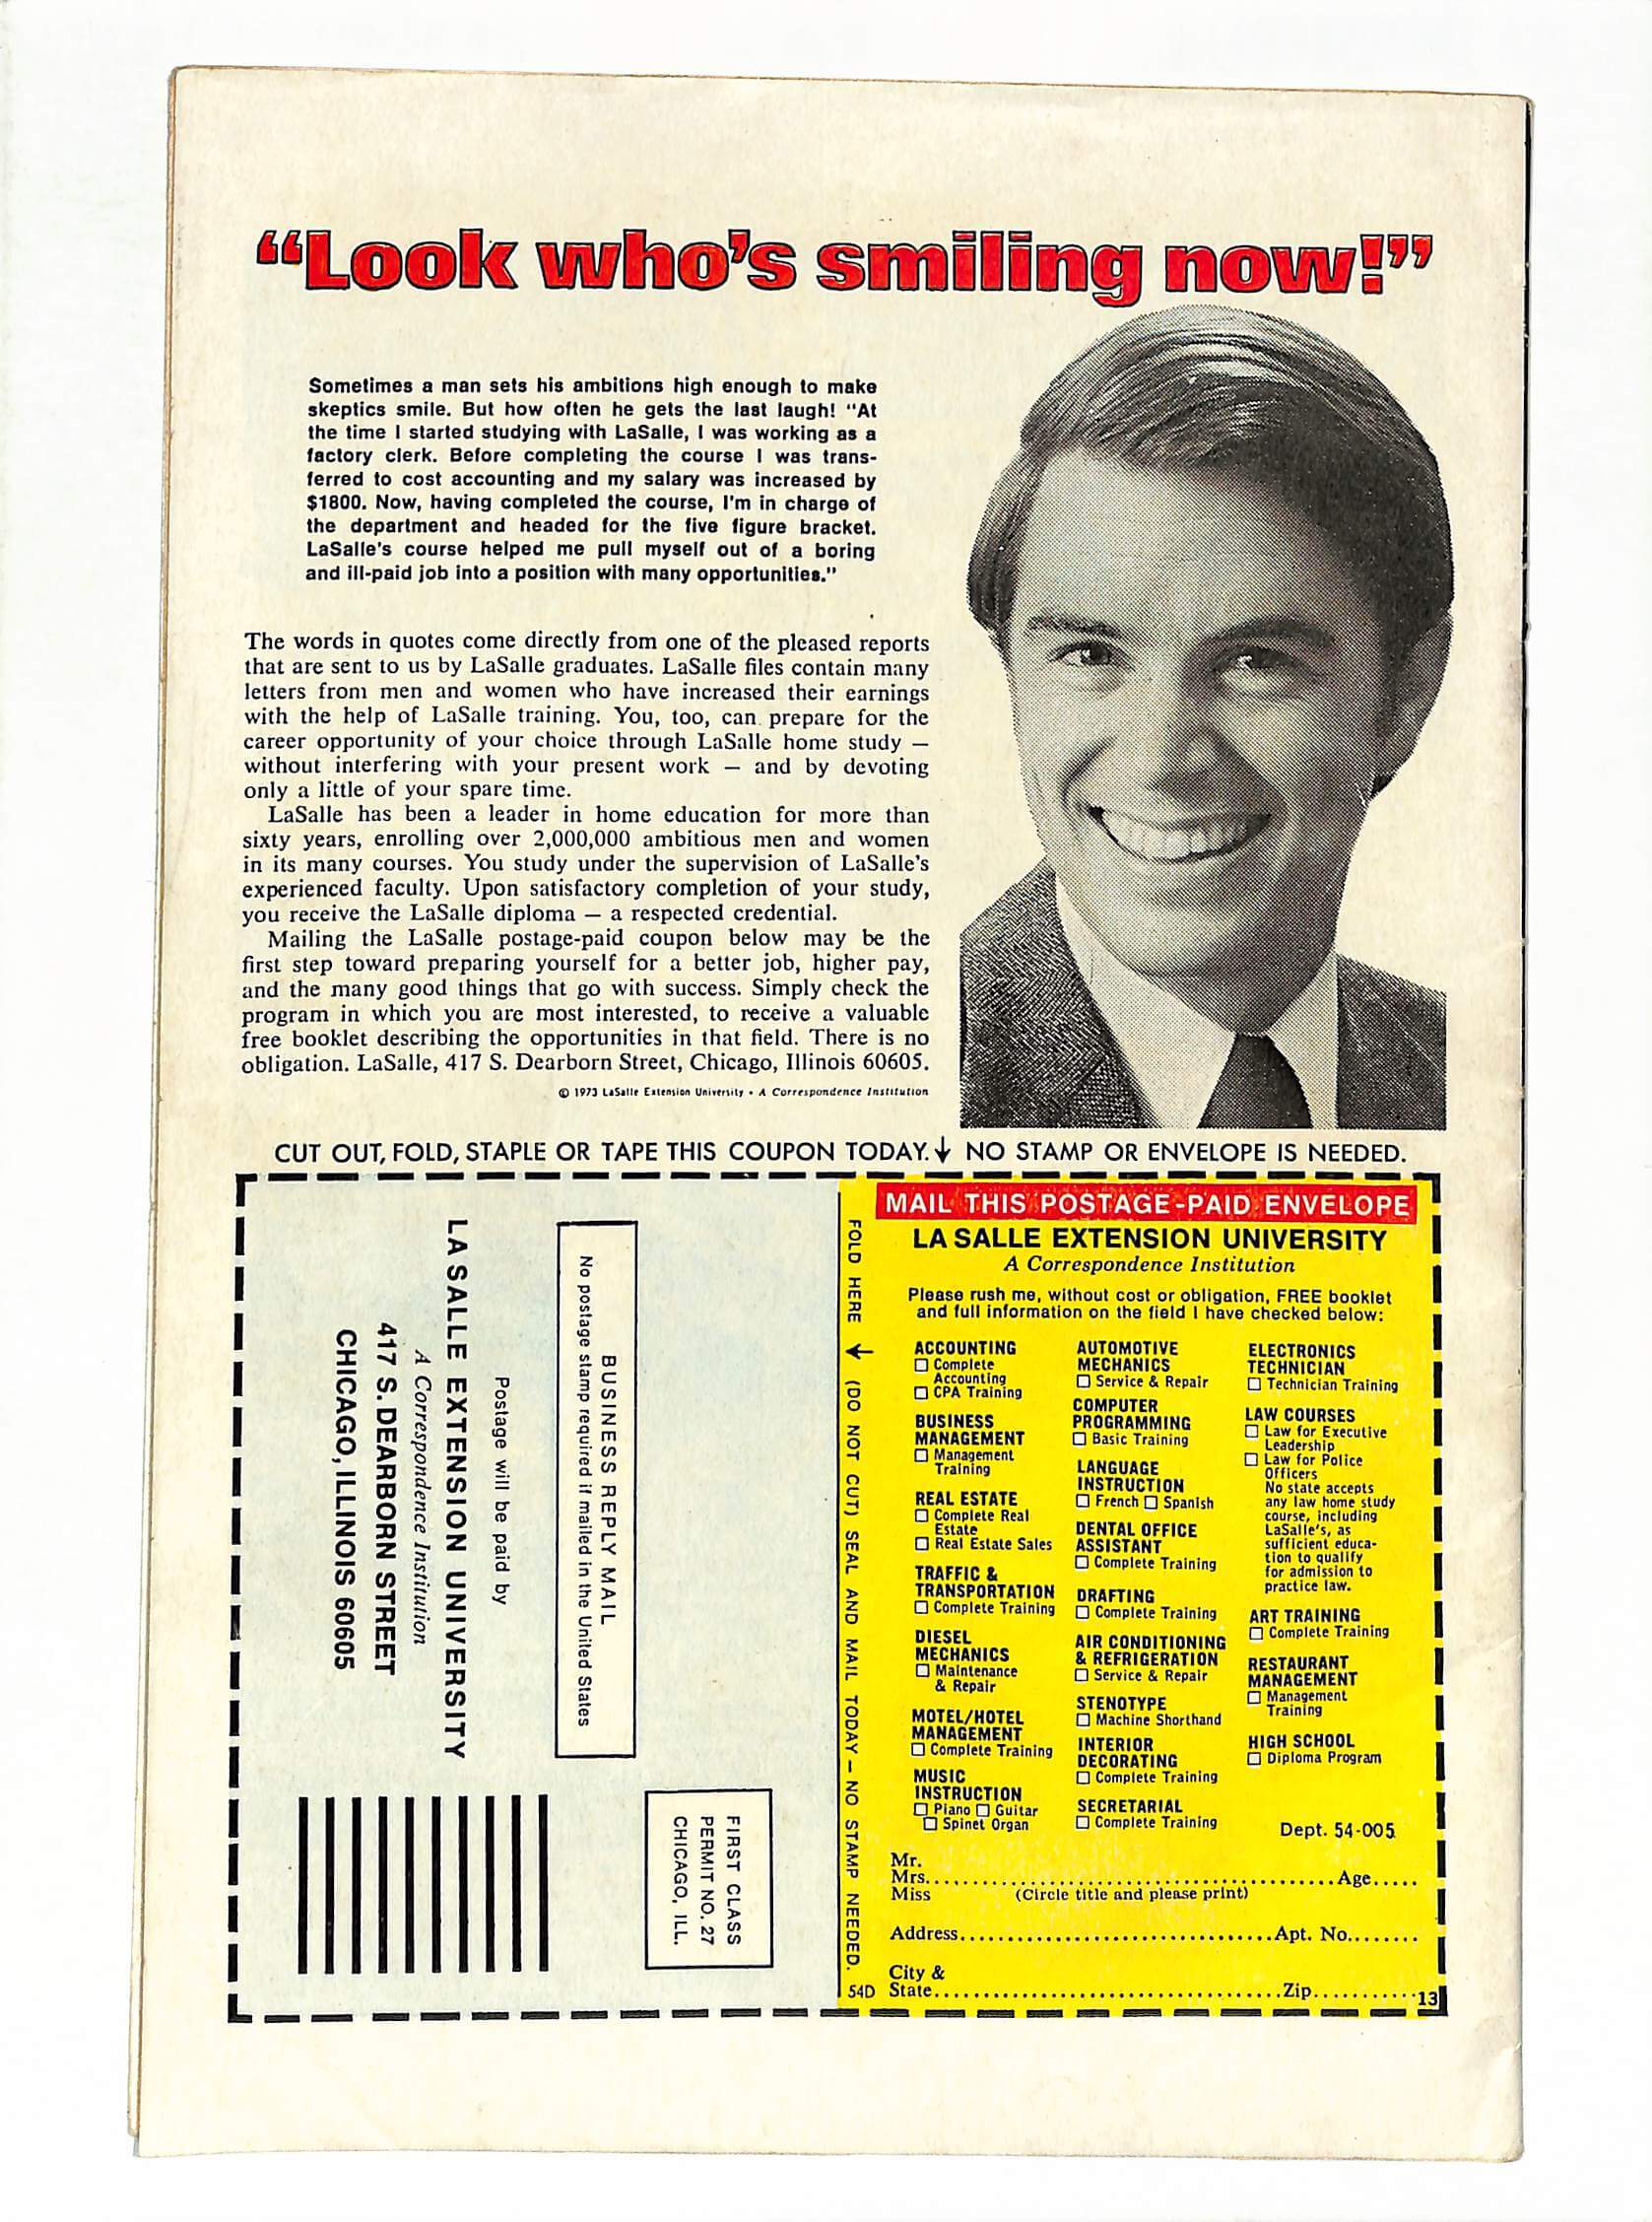 “Look who’s smiling now!”
Sometimes a man sets his ambitions high enough to make
skeptics smile. But how often he gets the last laugh! "At
the time I started studying with LaSalle, I was working as a
factory clerk. Before completing the course I was trans-
ferred to cost accounting and my salary was increased by
$1800. Now, having completed the course, I'm in charge of
the department and headed for the five figure bracket.
LaSalle's course helped me pull myself out of a boring
and ill-paid job into a position with many opportunities."
The words in quotes come directly from one of the pleased reports
that are sent to us by LaSalle graduates. LaSalle files contain many
letters from men and women who have increased their earnings
with the help of LaSalle training. You, too, can prepare for the
career opportunity of your choice through LaSalle home study —
without interfering with your present work — and by devoting
only a little of your spare time.
LaSalle has been a leader in home education for more than
sixty years, enrolling over 2,000,000 ambitious men and women
in its many courses. You study under the supervision of LaSalle's
experienced faculty. Upon satisfactory completion of your study,
you receive the LaSalle diploma — a respected credential.
Mailing the LaSalle postage-paid coupon below may be the
first step toward preparing yourself for a better job, higher pay,
and the many good things that go with success. Simply check the
program in which you are most interested, to receive a valuable
free booklet describing the opportunities in that field. There is no
obligation. LaSalle, 417 S. Dearborn Street, Chicago, Illinois 60605.
© 1973 LaSalle Extension University • A Correspondence Institution
CUT OUT, FOLD, STAPLE OR TAPE THIS COUPON TODAY.↓ NO STAMP OR ENVELOPE IS NEEDED.
FIRST CLASS
PERMIT NO. 27
CHICAGO, ILL.
BUSINESS REPLY MAIL
No postage stamp required if mailed in the United States
Postage will be paid by
LA SALLE EXTENSION UNIVERSITY
A Correspondence Institution
417 S. DEARBORN STREET
CHICAGO, ILLINOIS 60605
FOLD HERE ↓ (DO NOT CUT) SEAL AND MAIL TODAY – NO STAMP NEEDED.
MAIL THIS POSTAGE-PAID ENVELOPE
LA SALLE EXTENSION UNIVERSITY
A Correspondence Institution
Please rush me, without cost or obligation, FREE booklet
and full information on the field I have checked below:
ACCOUNTING
☐ Complete
Accounting
☐ CPA Training
BUSINESS
MANAGEMENT
☐ Management
Training
REAL ESTATE
☐ Complete Real
Estate
☐ Real Estate Sales
TRAFFIC &
TRANSPORTATION
☐ Complete Training
DIESEL
MECHANICS
☐ Maintenance
& Repair
MOTEL/HOTEL
MANAGEMENT
☐ Complete Training
MUSIC
INSTRUCTION
☐ Piano ☐ Guitar
☐ Spinet Organ
AUTOMOTIVE
MECHANICS
☐ Service & Repair
COMPUTER
PROGRAMMING
☐ Basic Training
LANGUAGE
INSTRUCTION
☐ French ☐ Spanish
DENTAL OFFICE
ASSISTANT
☐ Complete Training
DRAFTING
☐ Complete Training
AIR CONDITIONING
& REFRIGERATION
☐ Service & Repair
STENOTYPE
☐ Machine Shorthand
INTERIOR
DECORATING
☐ Complete Training
SECRETARIAL
☐ Complete Training
ELECTRONICS
TECHNICIAN
☐ Technician Training
LAW COURSES
☐ Law for Executive
Leadership
☐ Law for Police
Officers
No state accepts
any law home study
course, including
LaSalle's, as
sufficient educa-
tion to qualify
for admission to
practice law.
ART TRAINING
☐ Complete Training
RESTAURANT
MANAGEMENT
☐ Management
Training
HIGH SCHOOL
☐ Diploma Program
Dept. 54-005
Mr.
Mrs. Age
Miss (Circle title and please print)
Address Apt. No.
City &
54D State Zip 13